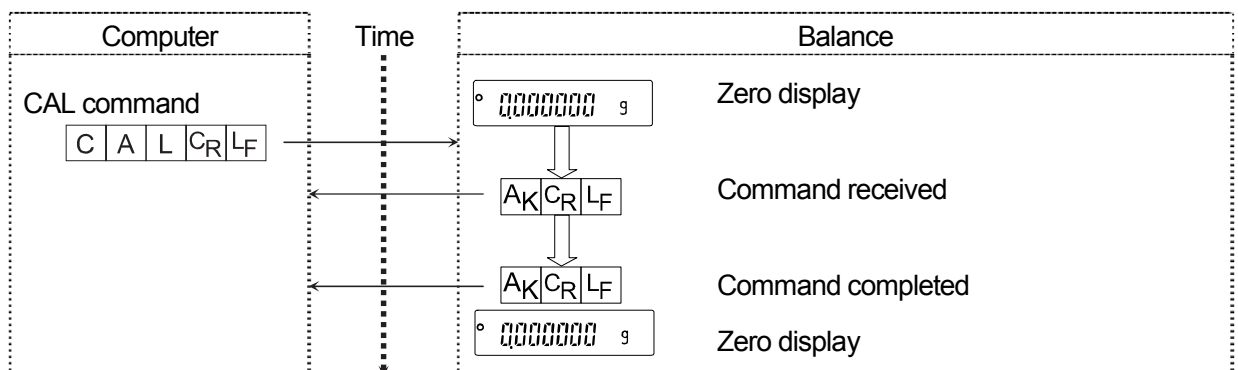 Computer Time Balance
Zero display
0.000000 g
CAL command
C A L CR LF
AK CR LF Command received
AK CR LF Command completed
0.000000 g
Zero display